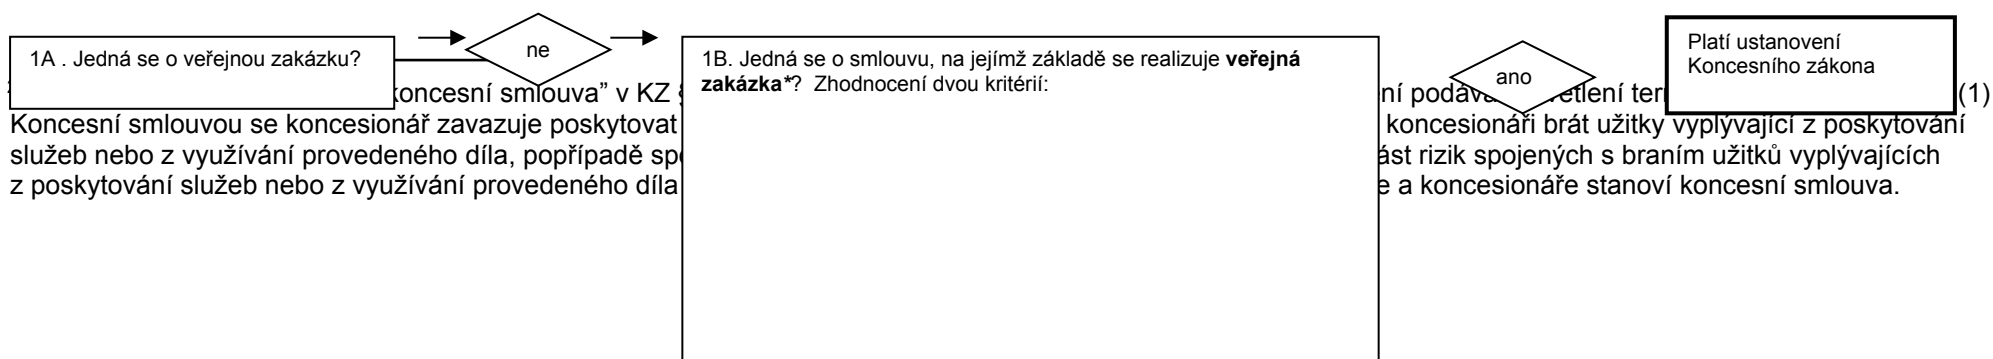 1A . Jedná se o veřejnou zakázku?
ne
1B. Jedná se o smlouvu, na jejímž základě se realizuje veřejná
zakázka*? Zhodnocení dvou kritérií:
ano
Platí ustanovení
Koncesního zákona
koncesní smlouva” v KZ ní podává (1)
Koncesní smlouvou se koncesionář zavazuje poskytovat koncesionáři brát užitky vyplývající z poskytování
služeb nebo z využívání provedeného díla, popřípadě rizik spojených s braním užitků vyplývajících
z poskytování služeb nebo z využívání provedeného díla a koncesionáře stanoví koncesní smlouva.